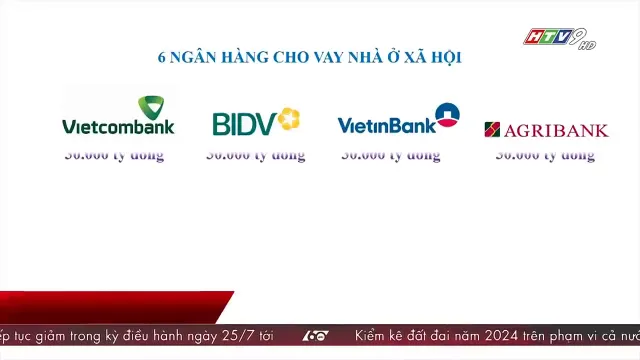 HTV9 HD
6 NGÂN HÀNG CHO VAY NHÀ Ở XÃ HỘI
Vietcombank BIDV VietinBank AGRIBANK
30.000 tỷ đồng 30.000 tỷ đồng 30.000 tỷ đồng 30.000 tỷ đồng
ếp tục giảm trong kỳ điều hành ngày 25/7 tới 60 Kiểm kê đất đai năm 2024 trên phạm vi cả nướ